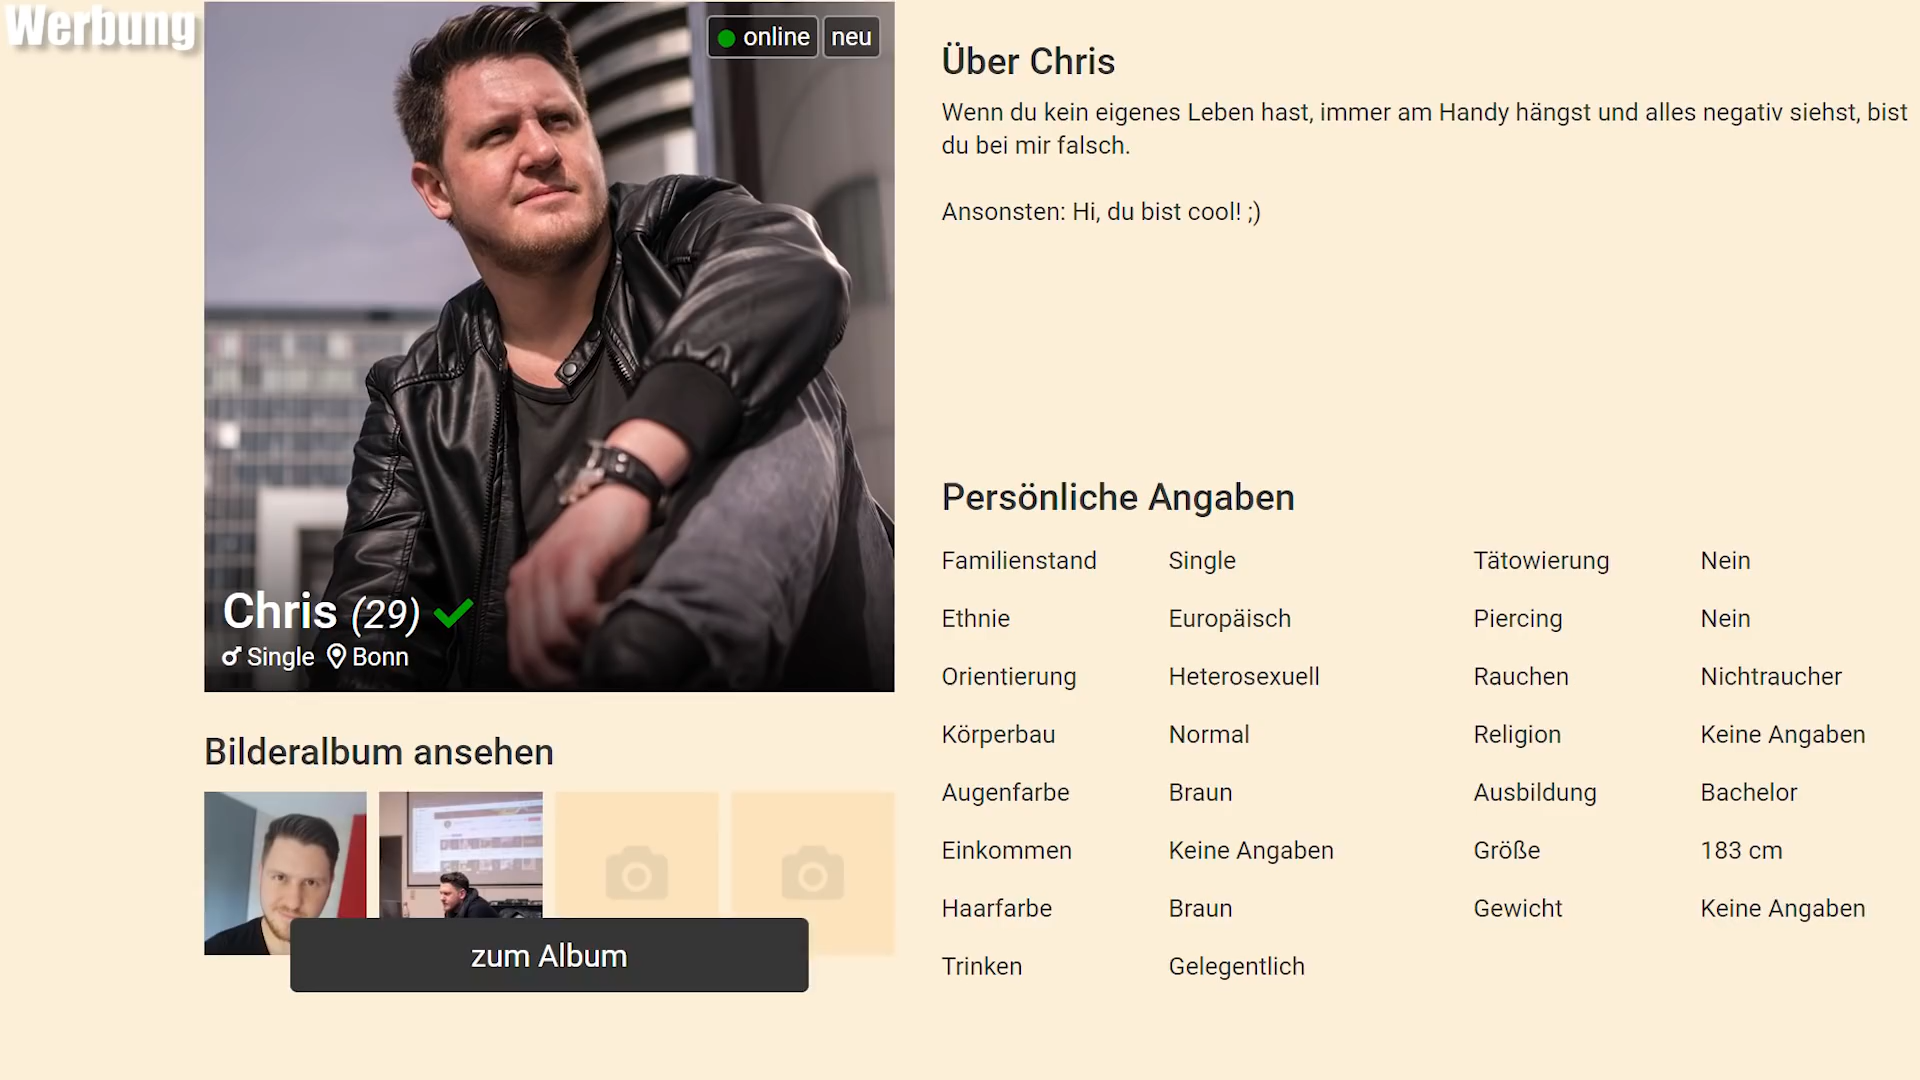 Werbung
online
neu
Chris (29)
Single Bonn
Bilderalbum ansehen
zum Album
Über Chris
Wenn du kein eigenes Leben hast, immer am Handy hängst und alles negativ siehst, bist
du bei mir falsch.
Ansonsten: Hi, du bist cool! ;)
Persönliche Angaben
Familienstand Single Tätowierung Nein
Ethnie Europäisch Piercing Nein
Orientierung Heterosexuell Rauchen Nichtraucher
Körperbau Normal Religion Keine Angaben
Augenfarbe Braun Ausbildung Bachelor
Einkommen Keine Angaben Größe 183 cm
Haarfarbe Braun Gewicht Keine Angaben
Trinken Gelegentlich